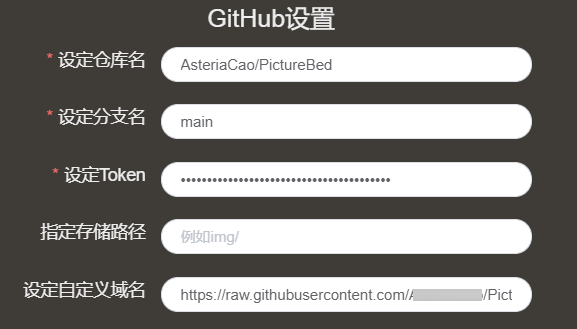 GitHub设置
* 设定仓库名 AsteriaCao/PictureBed
* 设定分支名 main
* 设定Token ••••••••••••••••••••••••••••••••••••••••
指定存储路径 例如img/
设定自定义域名 https://raw.githubusercontent.com/A /Pict